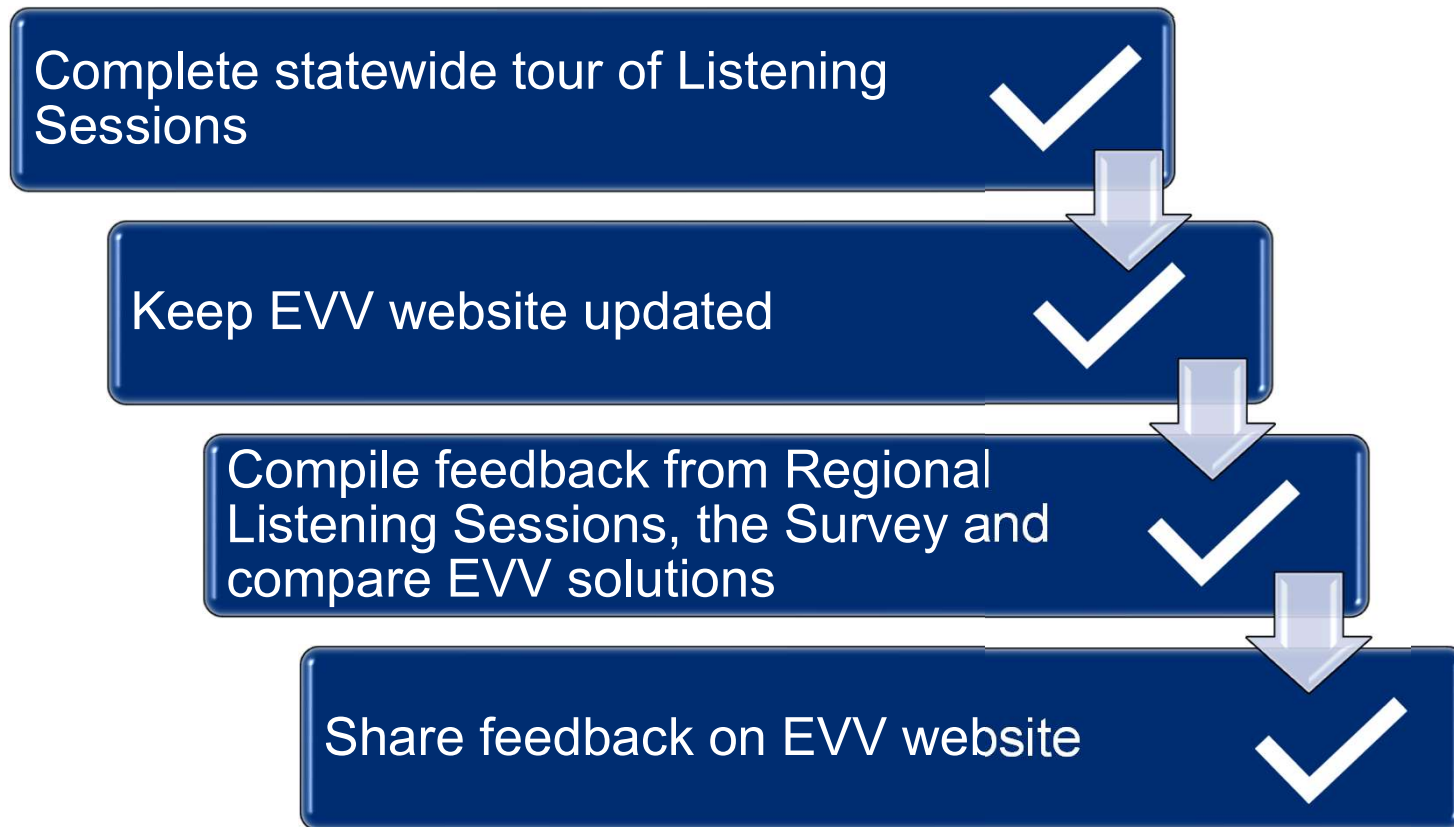 Complete statewide tour of Listening
Sessions
Keep EVV website updated
Compile feedback from Regional
Listening Sessions, the Survey and
compare EVV solutions
Share feedback on EVV website